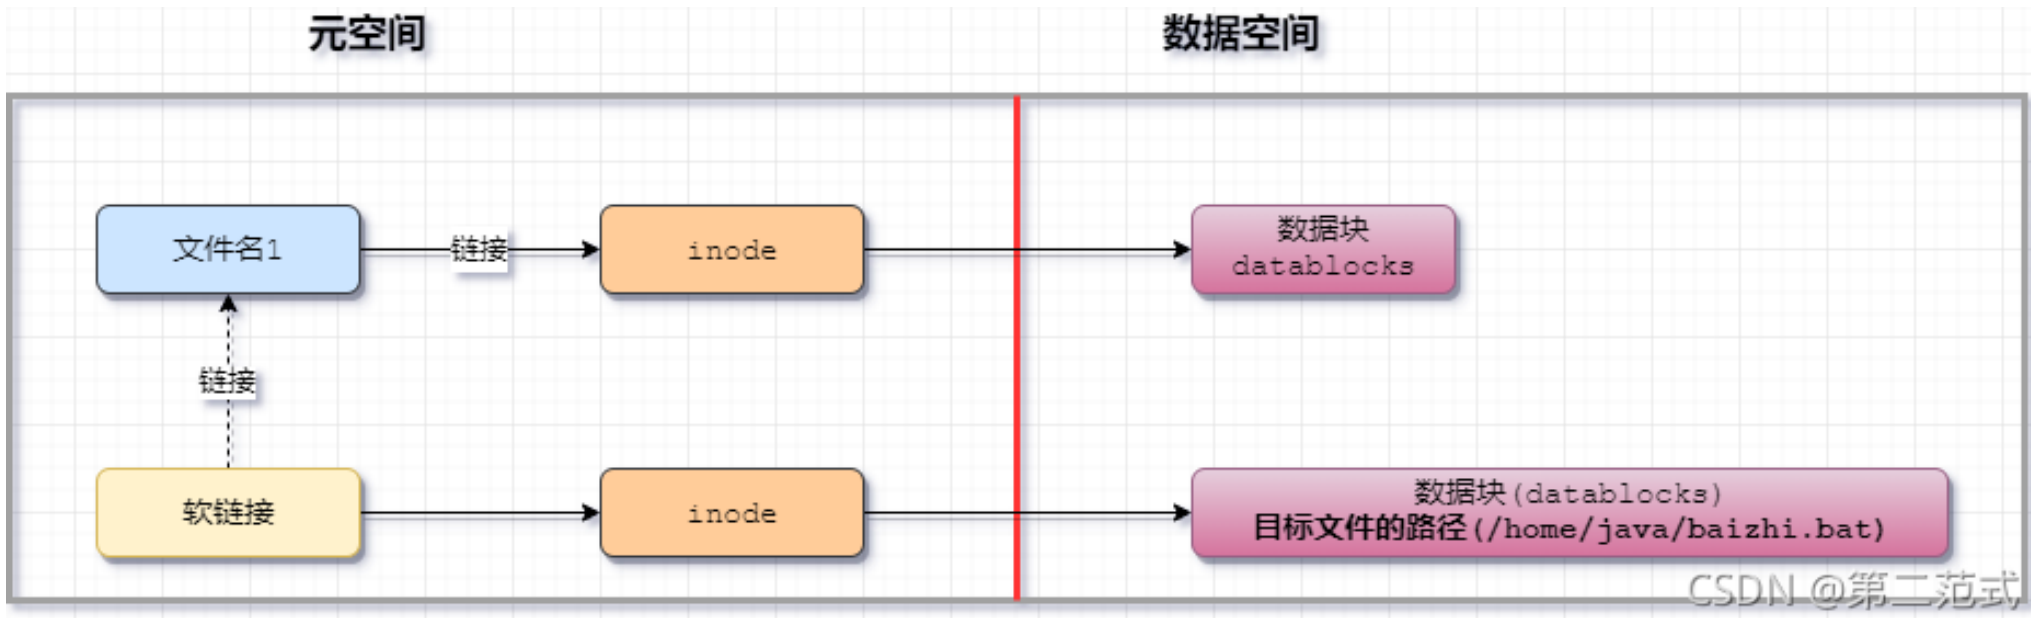 元空间
数据空间
文件名1
链接
inode
数据块
datablocks
链接
软链接
inode
数据块(datablocks)
目标文件的路径(/home/java/baizhi.bat)
CSDN @第二范式